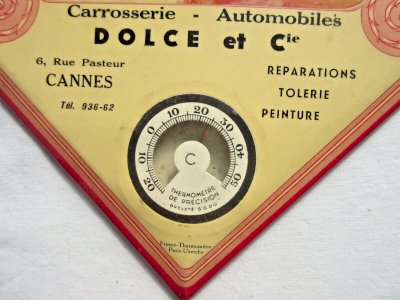 Carrosserie - Automobiles
DOLCE et Cie
6, Rue Pasteur
CANNES
Tél. 936-62
REPARATIONS
TOLERIE
PEINTURE
20 10 0 10 20 30 40 50
C
THERMOMETRE
DE PRECISION
BREVETÉ S.G.D.G